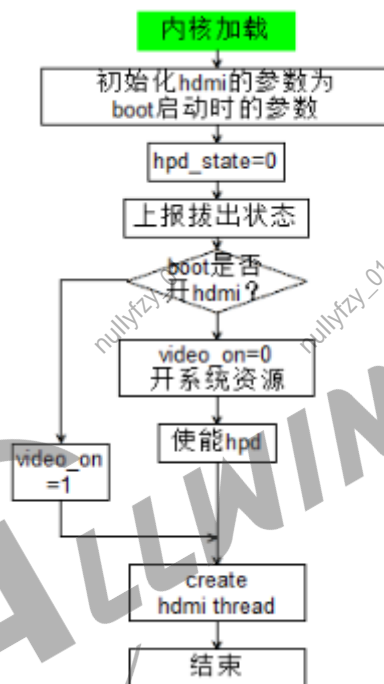 内核加载
初始化hdmi的参数为
boot启动时的参数
hpd_state=0
上报拔出状态
boot是否
开hdmi？
video_on=0
开系统资源
使能hpd
video_on
=1
create
hdmi thread
结束
nullyfzy_01
nullyfzy_01
ALLWIN